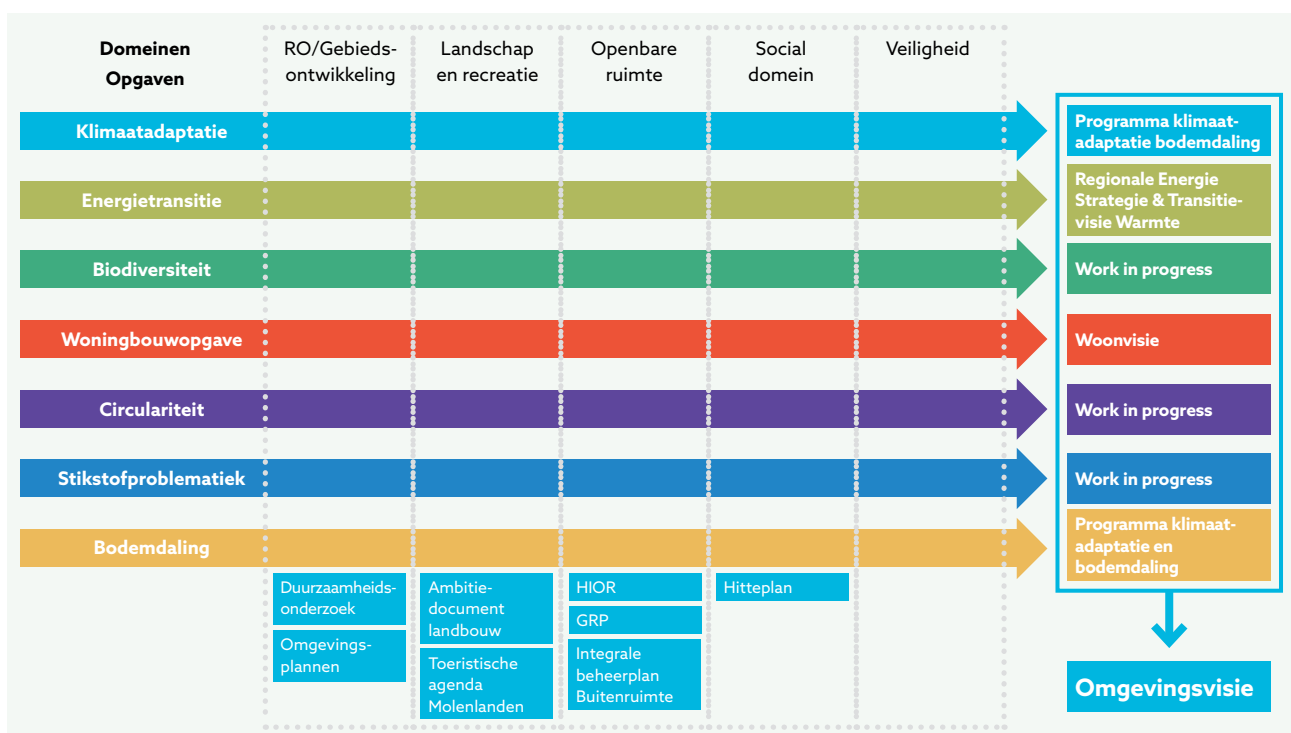 Domeinen
Opgaven
RO/Gebieds-
ontwikkeling
Landschap
en recreatie
Openbare
ruimte
Social
domein
Veiligheid
Klimaatadaptatie
Programma klimaat-
adaptatie bodemdaling
Energietransitie
Regionale Energie
Strategie & Transitie-
visie Warmte
Biodiversiteit
Work in progress
Woningbouwopgave
Woonvisie
Circulariteit
Work in progress
Stikstofproblematiek
Work in progress
Bodemdaling
Programma klimaat-
adaptatie en
bodemdaling
Duurzaamheids-
onderzoek
Omgevings-
plannen
Ambitie-
document
landbouw
Toeristische
agenda
Molenlanden
HIOR
GRP
Integrale
beheerplan
Buitenruimte
Hitteplan
Omgevingsvisie